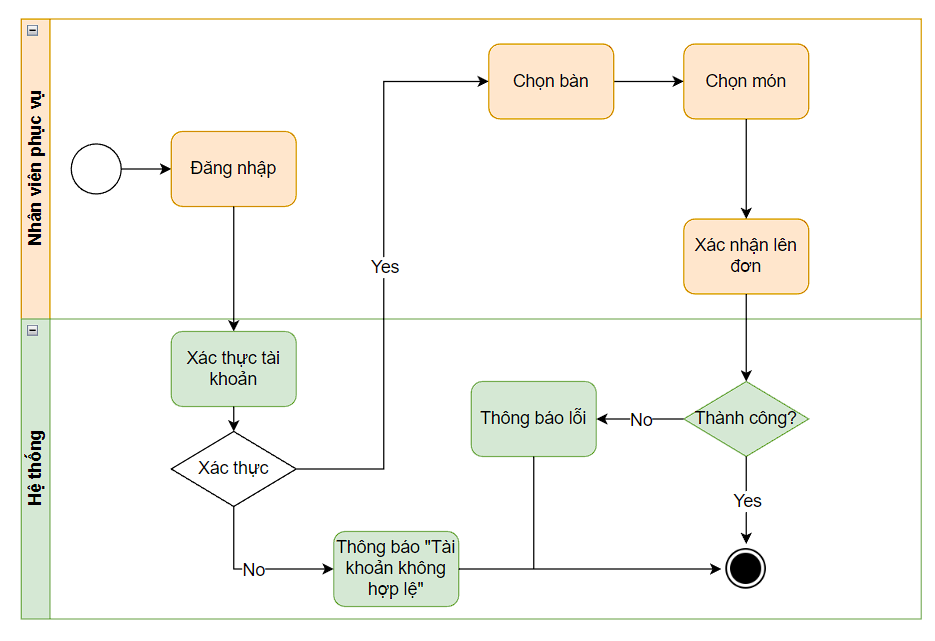 Nhân viên phục vụ
Chọn bàn
Chọn món
Đăng nhập
Xác nhận lên
đơn
Yes
Hệ thống
Xác thực tài
khoản
Thông báo lỗi
No
Thành công?
Xác thực
Yes
No
Thông báo "Tài
khoản không
hợp lệ"